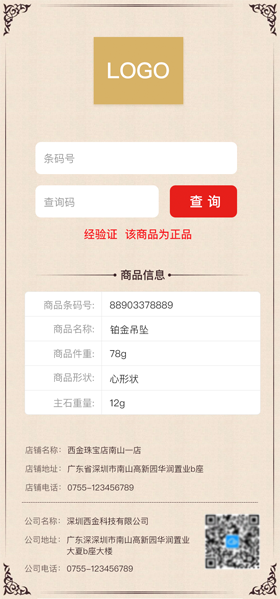 LOGO
条码号
查询码 查 询
经验证 该商品为正品
商品信息
商品条码号: 88903378889
商品名称: 铂金吊坠
商品件重: 78g
商品形状: 心形状
主石重量: 12g
店铺名称: 西金珠宝店南山一店
店铺地址: 广东省深圳市南山高新园华润置业b座
店铺电话: 0755-123456789
公司名称: 深圳西金科技有限公司
公司地址: 广东深深圳市南山高新园华润置业
大夏b座大楼
公司电话: 0755-123456789